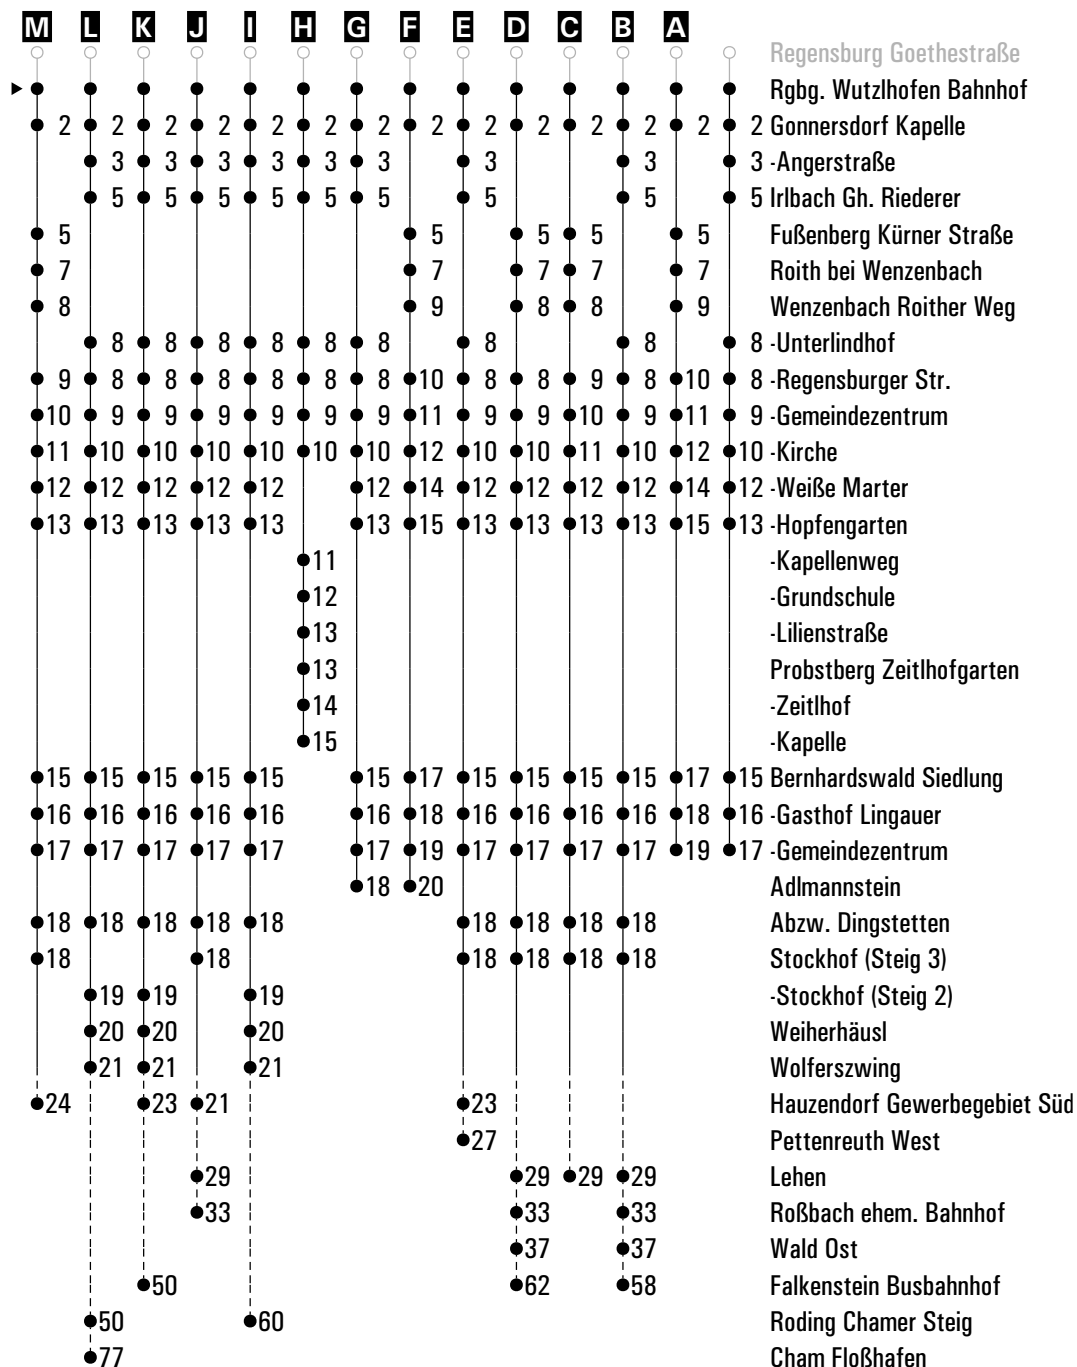 M L K J I H G F E D C B A
Regensburg Goethestraße
Rgbg. Wutzlhofen Bahnhof
2 2 2 2 2 2 2 2 2 2 2 2 2 2 Gonnersdorf Kapelle
3 3 3 3 3 3 3 3 3 -Angerstraße
5 5 5 5 5 5 5 5 5 Irlbach Gh. Riederer
5 5 5 5 5 Fußenberg Kürner Straße
7 7 7 7 7 Roith bei Wenzenbach
8 9 8 8 9 Wenzenbach Roither Weg
8 8 8 8 8 8 8 8 8 -Unterlindhof
9 8 8 8 8 8 8 10 8 8 9 8 10 8 -Regensburger Str.
10 9 9 9 9 9 9 11 9 9 10 9 11 9 -Gemeindezentrum
11 10 10 10 10 10 10 12 10 10 11 10 12 10 -Kirche
12 12 12 12 12 12 14 12 12 12 12 14 12 -Weiße Marter
13 13 13 13 13 13 15 13 13 13 13 15 13 -Hopfengarten
11 -Kapellenweg
12 -Grundschule
13 -Lilienstraße
13 Probstberg Zeitlhofgarten
14 -Zeitlhof
15 -Kapelle
15 15 15 15 15 15 17 15 15 15 15 17 15 Bernhardswald Siedlung
16 16 16 16 16 16 18 16 16 16 16 18 16 -Gasthof Lingauer
17 17 17 17 17 17 19 17 17 17 17 19 17 -Gemeindezentrum
18 20 Adlmannstein
18 18 18 18 18 18 18 18 18 Abzw. Dingstetten
18 18 18 18 18 18 Stockhof (Steig 3)
19 19 19 -Stockhof (Steig 2)
20 20 20 Weiherhäusl
21 21 21 Wolferszwing
24 23 21 23 Hauzendorf Gewerbegebiet Süd
27 Pettenreuth West
29 29 29 29 Lehen
33 33 33 Roßbach ehem. Bahnhof
37 37 Wald Ost
50 62 58 Falkenstein Busbahnhof
50 60 Roding Chamer Steig
77 Cham Floßhafen